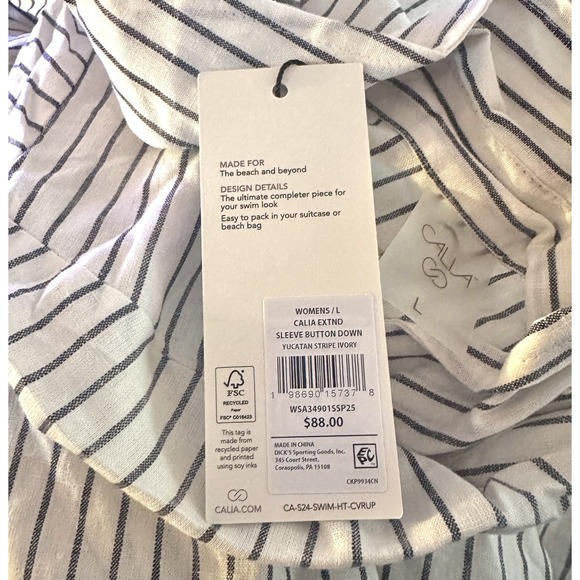 MADE FOR
The beach and beyond
DESIGN DETAILS
The ultimate completer piece for
your swim look
Easy to pack in your suitcase or
beach bag
CALIA™
L
WOMENS / L
CALIA EXTND
SLEEVE BUTTON DOWN
YUCATAN STRIPE IVORY
1 98690 15737 8
WSA34901SSP25
$88.00
FSC
RECYCLED
Paper
FSC® C016423
This tag is
made from
recycled paper
and printed
using soy inks
MADE IN CHINA
DICK'S Sporting Goods, Inc.
345 Court Street,
Coraopolis, PA 15108
CKP9934CN
CALIA.COM
CA-S24-SWIM-HT-CVRUP